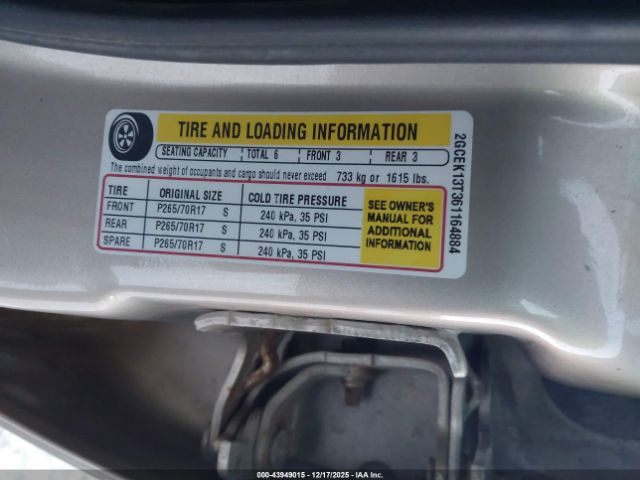 TIRE AND LOADING INFORMATION
SEATING CAPACITY TOTAL 6 FRONT 3 REAR 3
The combined weight of occupants and cargo should never exceed 733 kg or 1615 lbs.
TIRE ORIGINAL SIZE COLD TIRE PRESSURE
FRONT P265/70R17 S 240 kPa, 35 PSI
REAR P265/70R17 S 240 kPa, 35 PSI
SPARE P265/70R17 S 240 kPa, 35 PSI
SEE OWNER'S
MANUAL FOR
ADDITIONAL
INFORMATION
2GCEK13T361164884
000-43949015 - 12/17/2025 - IAAI.COM